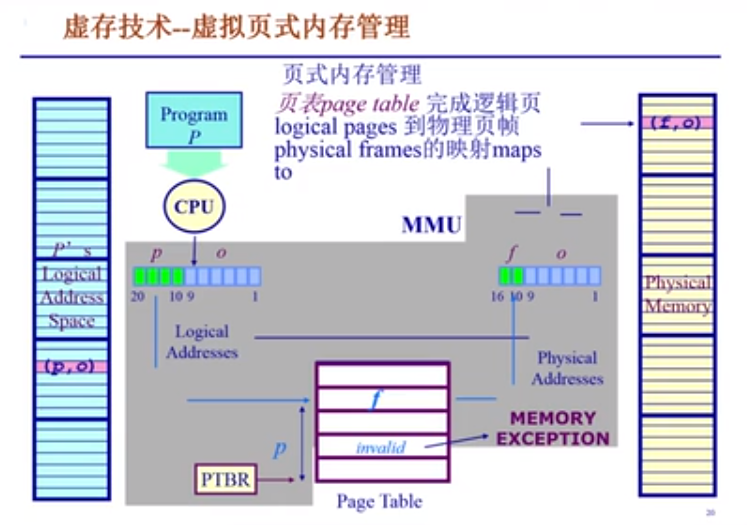 虚存技术--虚拟页式内存管理
页式内存管理
页表page table 完成逻辑页
logical pages 到物理页帧
physical frames的映射maps
to
Program
P
CPU
MMU
(f,o)
P's
Logical
Address
Space
(p,o)
p o
20 10 9 1
Logical
Addresses
f o
16 10 9 1
Physical
Addresses
Physical
Memory
f
p
invalid
MEMORY
EXCEPTION
PTBR
Page Table
20